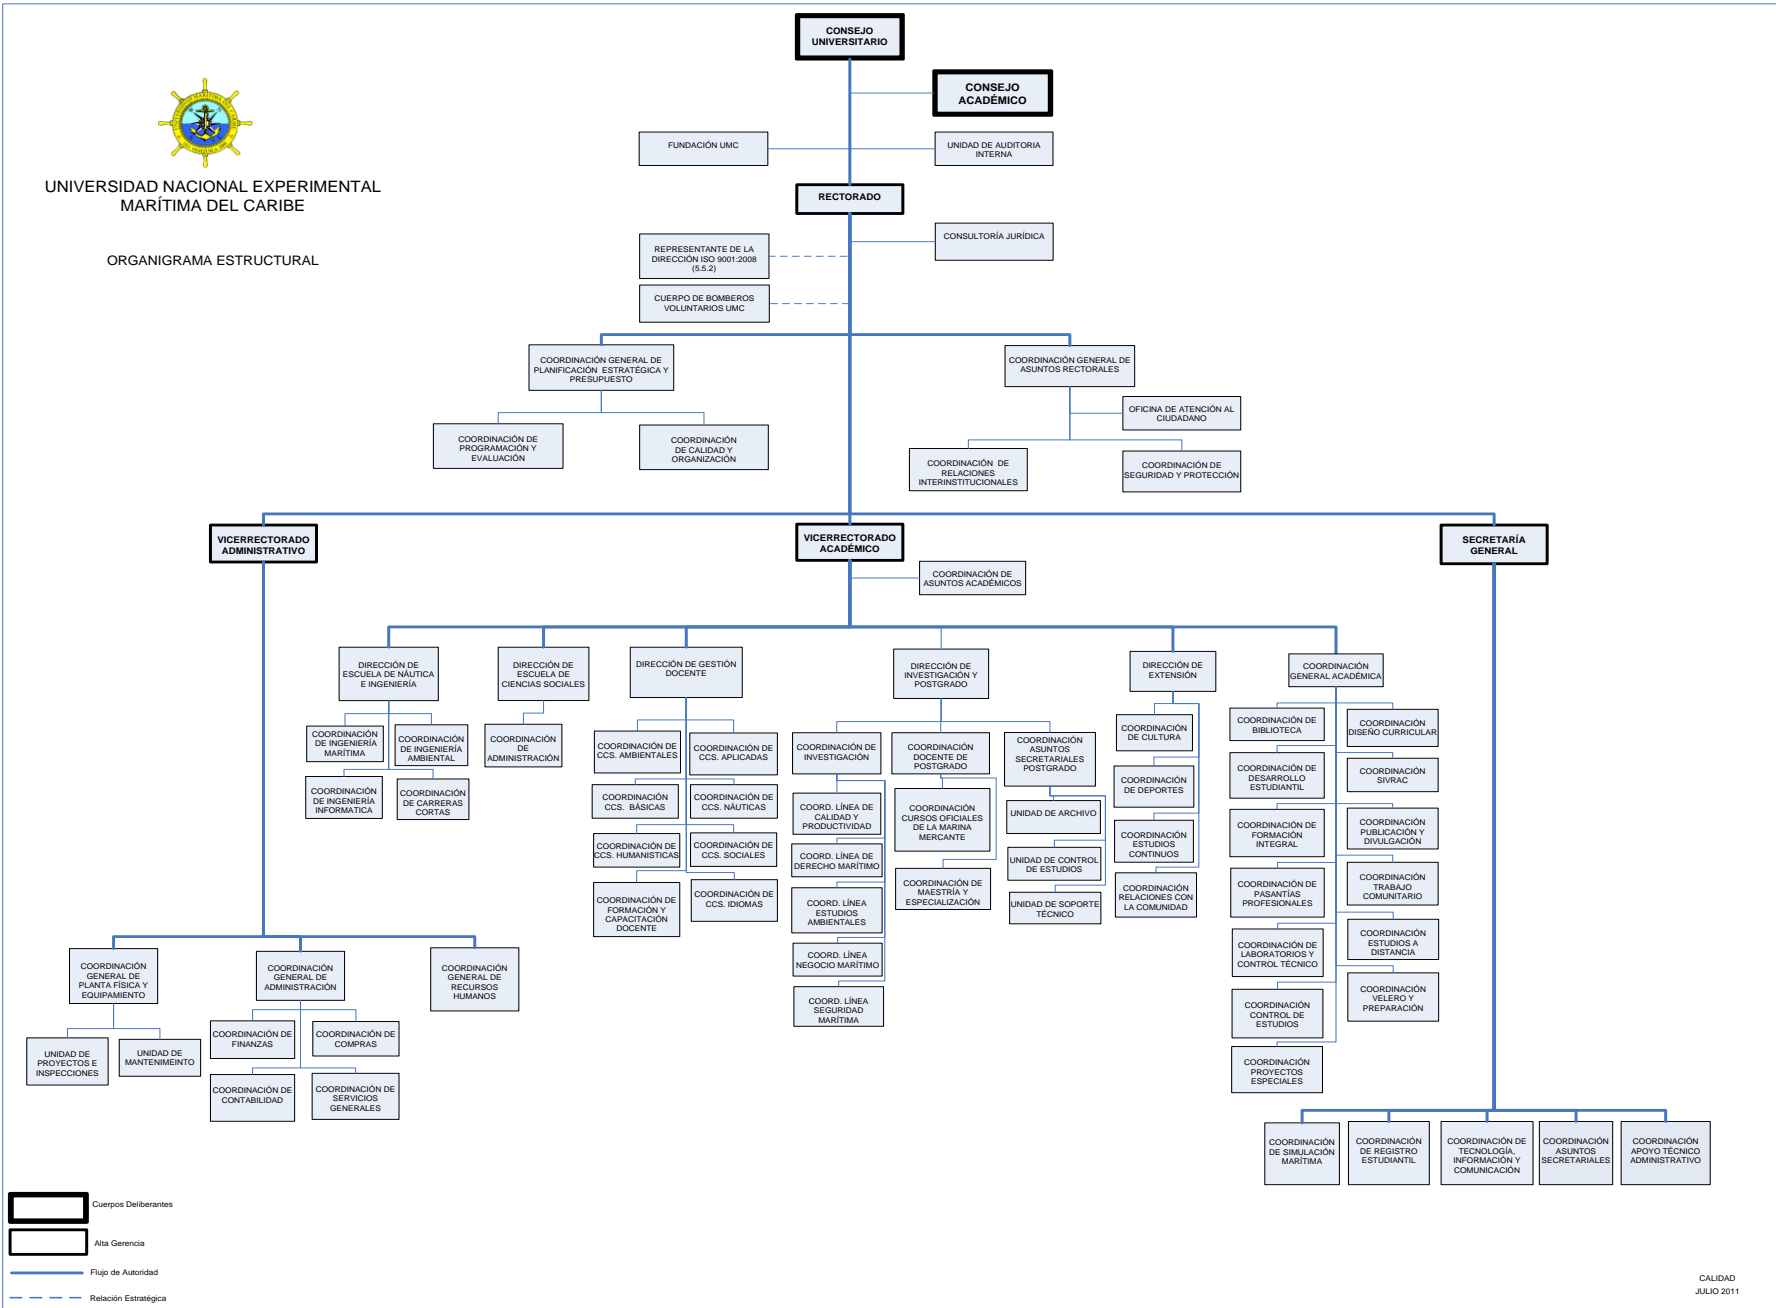 CONSEJO
UNIVERSITARIO
CONSEJO
ACADÉMICO
FUNDACIÓN UMC
UNIDAD DE AUDITORIA
INTERNA
UNIVERSIDAD NACIONAL EXPERIMENTAL
MARÍTIMA DEL CARIBE
ORGANIGRAMA ESTRUCTURAL
RECTORADO
CONSULTORÍA JURÍDICA
REPRESENTANTE DE LA
DIRECCIÓN ISO 9001:2008
(5.5.2)
CUERPO DE BOMBEROS
VOLUNTARIOS UMC
COORDINACIÓN GENERAL DE
PLANIFICACIÓN ESTRATÉGICA Y
PRESUPUESTO
COORDINACIÓN GENERAL DE
ASUNTOS RECTORALES
OFICINA DE ATENCIÓN AL
CIUDADANO
COORDINACIÓN DE
PROGRAMACIÓN Y
EVALUACIÓN
COORDINACIÓN
DE CALIDAD Y
ORGANIZACIÓN
COORDINACIÓN DE
RELACIONES
INTERINSTITUCIONALES
COORDINACIÓN DE
SEGURIDAD Y PROTECCIÓN
VICERRECTORADO
ADMINISTRATIVO
VICERRECTORADO
ACADÉMICO
SECRETARÍA
GENERAL
COORDINACIÓN DE
ASUNTOS ACADÉMICOS
DIRECCIÓN DE
ESCUELA DE NÁUTICA
E INGENIERÍA
DIRECCIÓN DE
ESCUELA DE
CIENCIAS SOCIALES
DIRECCIÓN DE GESTIÓN
DOCENTE
DIRECCIÓN DE
INVESTIGACIÓN Y
POSTGRADO
DIRECCIÓN DE
EXTENSIÓN
COORDINACIÓN
GENERAL ACADÉMICA
COORDINACIÓN
DE INGENIERÍA
MARÍTIMA
COORDINACIÓN
DE INGENIERÍA
AMBIENTAL
COORDINACIÓN
DE INGENIERÍA
INFORMATICA
COORDINACIÓN
DE CARRERAS
CORTAS
COORDINACIÓN
DE
ADMINISTRACIÓN
COORDINACIÓN DE
CCS. AMBIENTALES
COORDINACIÓN DE
CCS. APLICADAS
COORDINACIÓN
CCS. BÁSICAS
COORDINACIÓN DE
CCS. NÁUTICAS
COORDINACIÓN DE
CCS. HUMANISTICAS
COORDINACIÓN DE
CCS. SOCIALES
COORDINACIÓN DE
FORMACIÓN Y
CAPACITACIÓN
DOCENTE
COORDINACIÓN DE
CCS. IDIOMAS
COORDINACIÓN DE
INVESTIGACIÓN
COORD. LÍNEA DE
CALIDAD Y
PRODUCTIVIDAD
COORD. LÍNEA DE
DERECHO MARÍTIMO
COORD. LÍNEA
ESTUDIOS
AMBIENTALES
COORD. LÍNEA
NEGOCIO MARÍTIMO
COORD. LÍNEA
SEGURIDAD
MARÍTIMA
COORDINACIÓN
DOCENTE DE
POSTGRADO
COORDINACIÓN
CURSOS OFICIALES
DE LA MARINA
MERCANTE
COORDINACIÓN DE
MAESTRÍA Y
ESPECIALIZACIÓN
COORDINACIÓN
ASUNTOS
SECRETARIALES
POSTGRADO
UNIDAD DE ARCHIVO
UNIDAD DE CONTROL
DE ESTUDIOS
UNIDAD DE SOPORTE
TÉCNICO
COORDINACIÓN
DE CULTURA
COORDINACIÓN
DE DEPORTES
COORDINACIÓN
ESTUDIOS
CONTINUOS
COORDINACIÓN
RELACIONES CON
LA COMUNIDAD
COORDINACIÓN DE
BIBLIOTECA
COORDINACIÓN
DISEÑO CURRICULAR
COORDINACIÓN DE
DESARROLLO
ESTUDIANTIL
COORDINACIÓN
SIVRAC
COORDINACIÓN DE
FORMACIÓN
INTEGRAL
COORDINACIÓN
PUBLICACIÓN Y
DIVULGACIÓN
COORDINACIÓN DE
PASANTÍAS
PROFESIONALES
COORDINACIÓN
TRABAJO
COMUNITARIO
COORDINACIÓN DE
LABORATORIOS Y
CONTROL TÉCNICO
COORDINACIÓN
ESTUDIOS A
DISTANCIA
COORDINACIÓN
CONTROL DE
ESTUDIOS
COORDINACIÓN
VELERO Y
PREPARACIÓN
COORDINACIÓN
PROYECTOS
ESPECIALES
COORDINACIÓN
GENERAL DE
PLANTA FÍSICA Y
EQUIPAMIENTO
COORDINACIÓN
GENERAL DE
ADMINISTRACIÓN
COORDINACIÓN
GENERAL DE
RECURSOS
HUMANOS
UNIDAD DE
PROYECTOS E
INSPECCIONES
UNIDAD DE
MANTENIMEINTO
COORDINACIÓN DE
FINANZAS
COORDINACIÓN DE
COMPRAS
COORDINACIÓN DE
CONTABILIDAD
COORDINACIÓN DE
SERVICIOS
GENERALES
COORDINACIÓN
DE SIMULACIÓN
MARÍTIMA
COORDINACIÓN
DE REGISTRO
ESTUDIANTIL
COORDINACIÓN DE
TECNOLOGÍA,
INFORMACIÓN Y
COMUNICACIÓN
COORDINACIÓN
ASUNTOS
SECRETARIALES
COORDINACIÓN
APOYO TÉCNICO
ADMINISTRATIVO
Cuerpos Deliberantes
Alta Gerencia
Flujo de Autoridad
Relación Estratégica
CALIDAD
JULIO 2011